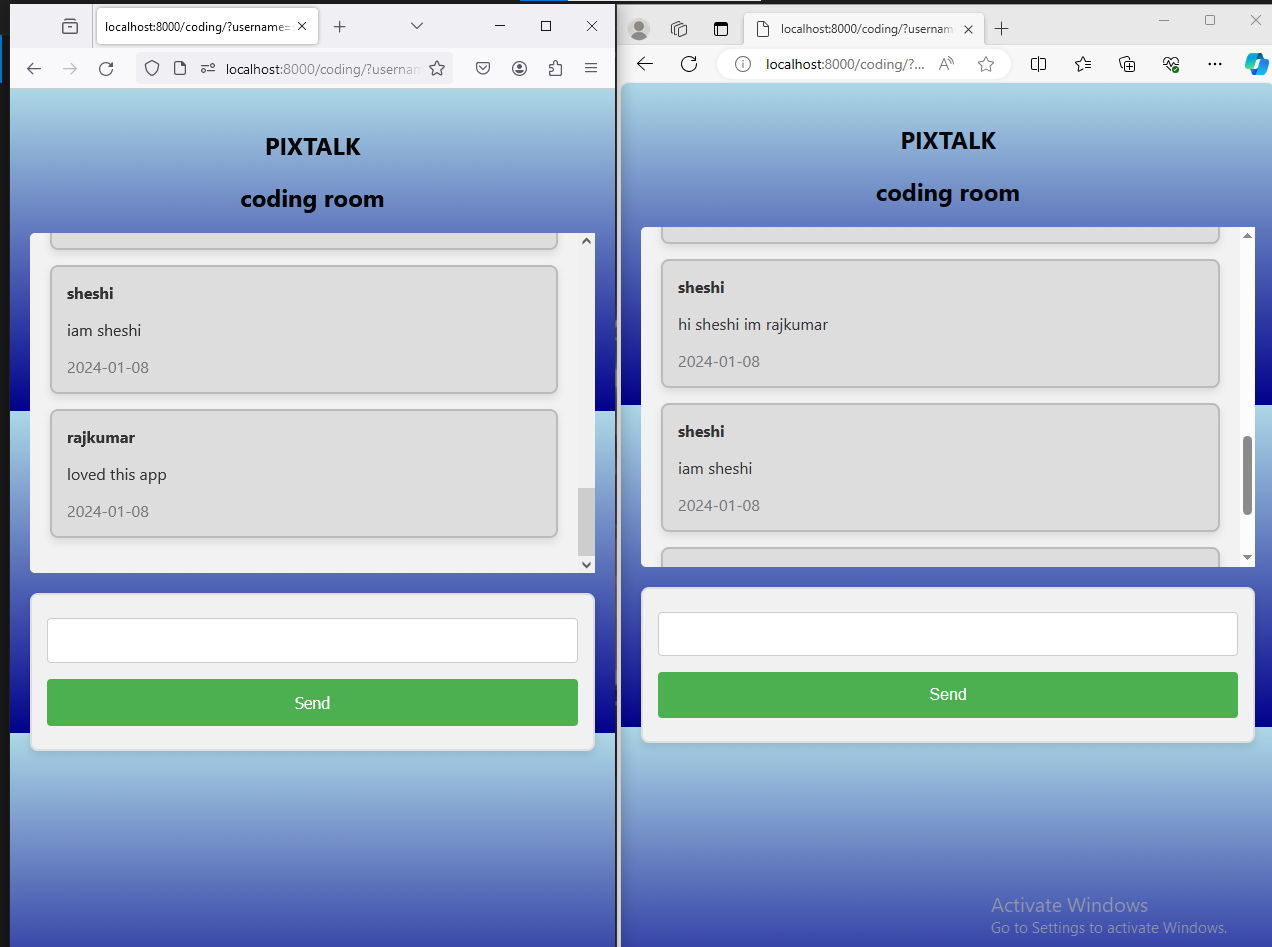 localhost:8000/coding/?username=
localhost:8000/coding/?usernam
PIXTALK
coding room
sheshi
iam sheshi
2024-01-08
rajkumar
loved this app
2024-01-08
Send
localhost:8000/coding/?usernam
localhost:8000/coding/?...
PIXTALK
coding room
sheshi
hi sheshi im rajkumar
2024-01-08
sheshi
iam sheshi
2024-01-08
Send
Activate Windows
Go to Settings to activate Windows.